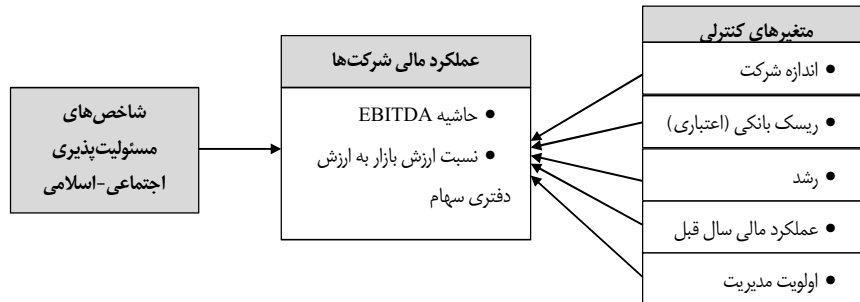 متغیرهای کنترلی
• اندازه شرکت
• ریسک بانکی (اعتباری)
• رشد
• عملکرد مالی سال قبل
• اولویت مدیریت
عملکرد مالی شرکت‌ها
• حاشیه EBITDA
• نسبت ارزش بازار به ارزش
دفتری سهام
شاخص‌های
مسئولیت‌پذیری
اجتماعی-اسلامی